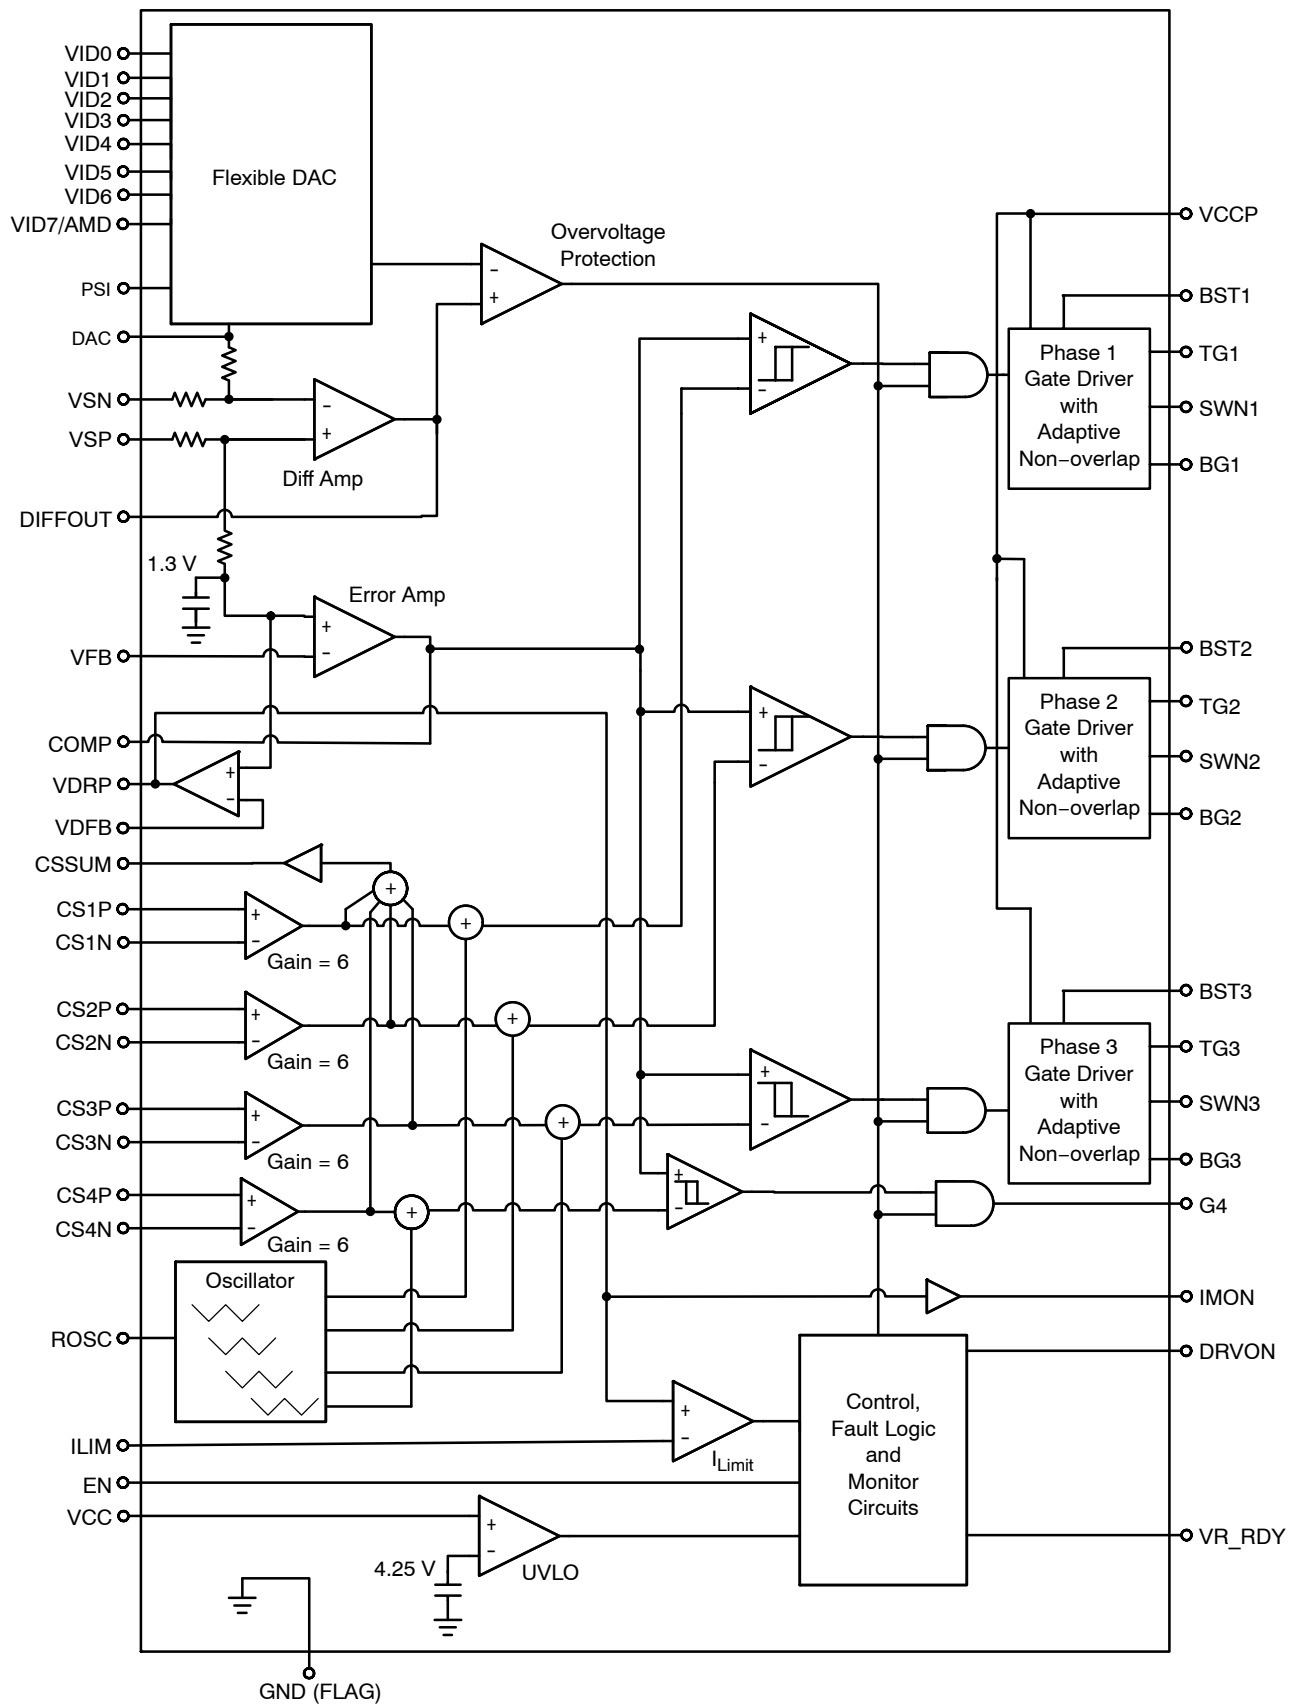 VID0
VID1
VID2
VID3
VID4
VID5
VID6
VID7/AMD
PSI
DAC
VSN
VSP
DIFFOUT
1.3 V
VFB
COMP
VDRP
VDFB
CSSUM
CS1P
CS1N
CS2P
CS2N
CS3P
CS3N
CS4P
CS4N
ROSC
ILIM
EN
VCC
Flexible DAC
Overvoltage
Protection
-
+
-
+
Diff Amp
Error Amp
+
-
+
-
+
+
-
Gain = 6
+
+
-
Gain = 6
+
+
-
Gain = 6
+
+
-
Gain = 6
+
Oscillator
+
-
+
-
+
-
+
-
+
-
ILimit
+
-
4.25 V
UVLO
Control,
Fault Logic
and
Monitor
Circuits
Phase 1
Gate Driver
with
Adaptive
Non-overlap
Phase 2
Gate Driver
with
Adaptive
Non-overlap
Phase 3
Gate Driver
with
Adaptive
Non-overlap
VCCP
BST1
TG1
SWN1
BG1
BST2
TG2
SWN2
BG2
BST3
TG3
SWN3
BG3
G4
IMON
DRVON
VR_RDY
GND (FLAG)